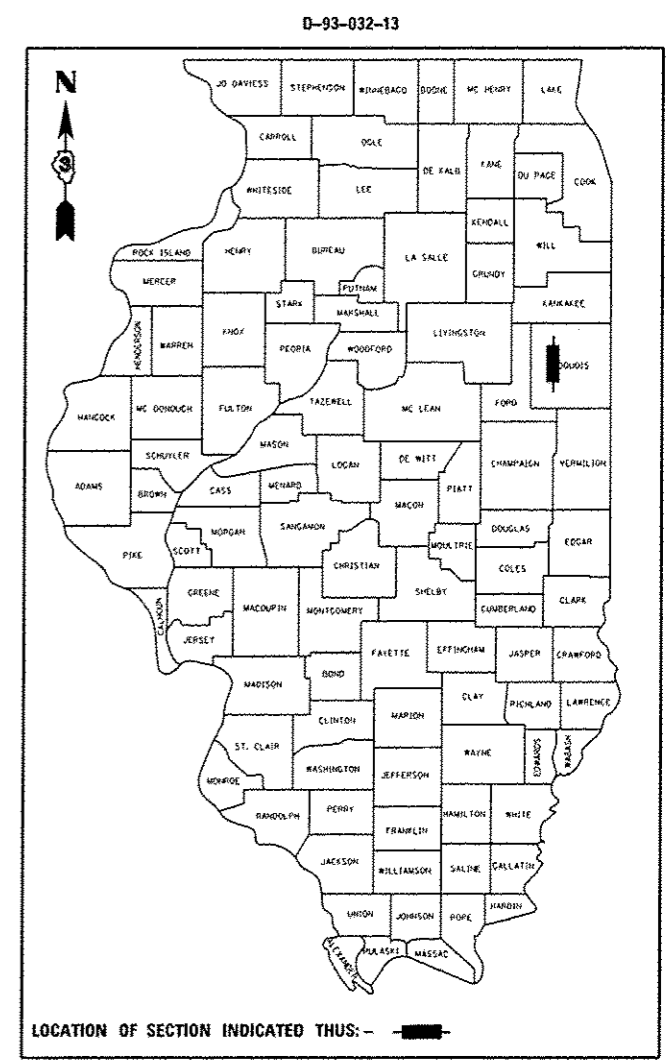 D-93-032-13
N
3
JO DAVIESS STEPHENSON WINNEBAGO BOONE MC HENRY LAKE
CARROLL OGLE
DE KALB KANE DU PAGE COOK
WHITESIDE LEE
KENDALL
ROCK ISLAND HENRY BUREAU LA SALLE GRUNDY WILL
MERCER PUTNAM
STARK MARSHALL KANKAKEE
HENDERSON WARREN KNOX PEORIA WOODFORD LIVINGSTON
OQUOIS
HANCOCK MC DONOUGH FULTON TAZEWELL MC LEAN FORD
SCHUYLER MASON
ADAMS BROWN CASS MENARD LOGAN DE WITT PIATT CHAMPAIGN VERMILION
MACON
PIKE SCOTT MORGAN SANGAMON MOULTRIE DOUGLAS EDGAR
CHRISTIAN COLES
CALHOUN GREENE MACOUPIN MONTGOMERY SHELBY CUMBERLAND CLARK
JERSEY
FAYETTE EFFINGHAM JASPER CRAWFORD
MADISON BOND
CLAY RICHLAND LAWRENCE
CLINTON MARION
ST. CLAIR WAYNE EDWARDS WABASH
WASHINGTON JEFFERSON
MONROE
RANDOLPH PERRY HAMILTON WHITE
FRANKLIN
JACKSON WILLIAMSON SALINE GALLATIN
UNION JOHNSON POPE HARDIN
ALEXANDER PULASKI MASSAC
LOCATION OF SECTION INDICATED THUS: -